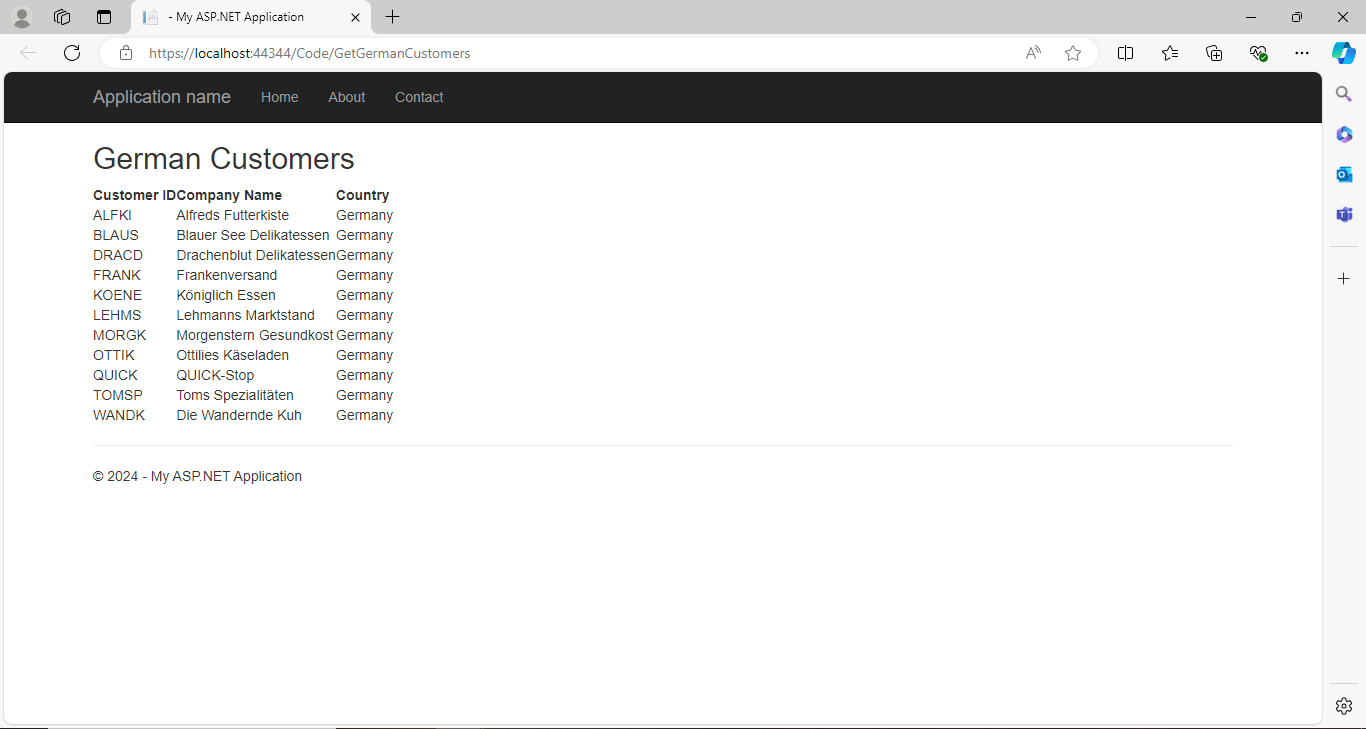 - My ASP.NET Application
https://localhost:44344/Code/GetGermanCustomers
Application name Home About Contact
German Customers
Customer ID Company Name Country
ALFKI Alfreds Futterkiste Germany
BLAUS Blauer See Delikatessen Germany
DRACD Drachenblut Delikatessen Germany
FRANK Frankenversand Germany
KOENE Königlich Essen Germany
LEHMS Lehmanns Marktstand Germany
MORGK Morgenstern Gesundkost Germany
OTTIK Ottilies Käseladen Germany
QUICK QUICK-Stop Germany
TOMSP Toms Spezialitäten Germany
WANDK Die Wandernde Kuh Germany
© 2024 - My ASP.NET Application